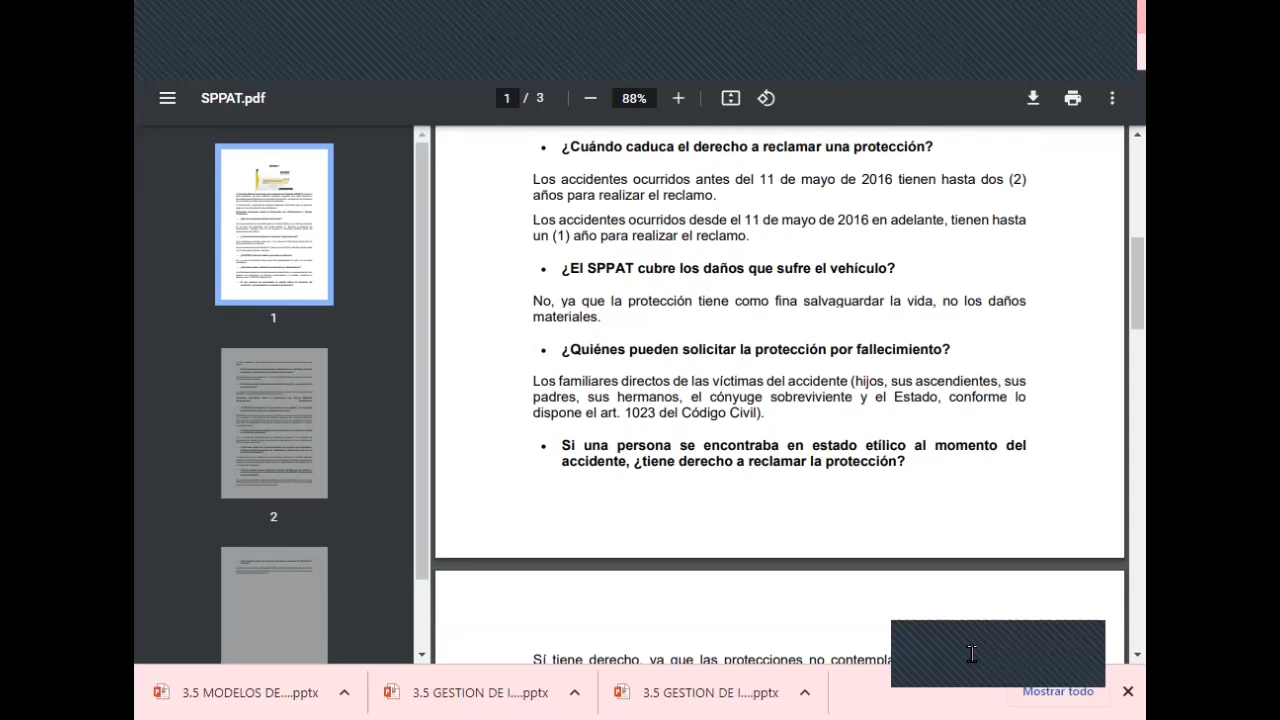 SPPAT.pdf
1 / 3
88%
• ¿Cuándo caduca el derecho a reclamar una protección?
Los accidentes ocurridos antes del 11 de mayo de 2016 tienen hasta dos (2)
años para realizar el reclamo.
Los accidentes ocurridos desde el 11 de mayo de 2016 en adelante, tienen hasta
un (1) año para realizar el reclamo.
• ¿El SPPAT cubre los daños que sufre el vehículo?
No, ya que la protección tiene como fina salvaguardar la vida, no los daños
materiales.
• ¿Quiénes pueden solicitar la protección por fallecimiento?
Los familiares directos de las víctimas del accidente (hijos, sus ascendientes, sus
padres, sus hermanos, el cónyuge sobreviviente y el Estado, conforme lo
dispone el art. 1023 del Código Civil).
• Si una persona se encontraba en estado etílico al momento del
accidente, ¿tiene derecho a reclamar la protección?
Sí tiene derecho, ya que las protecciones no contempla
1
2
3.5 MODELOS DE....pptx
3.5 GESTION DE I....pptx
3.5 GESTION DE I....pptx
Mostrar todo